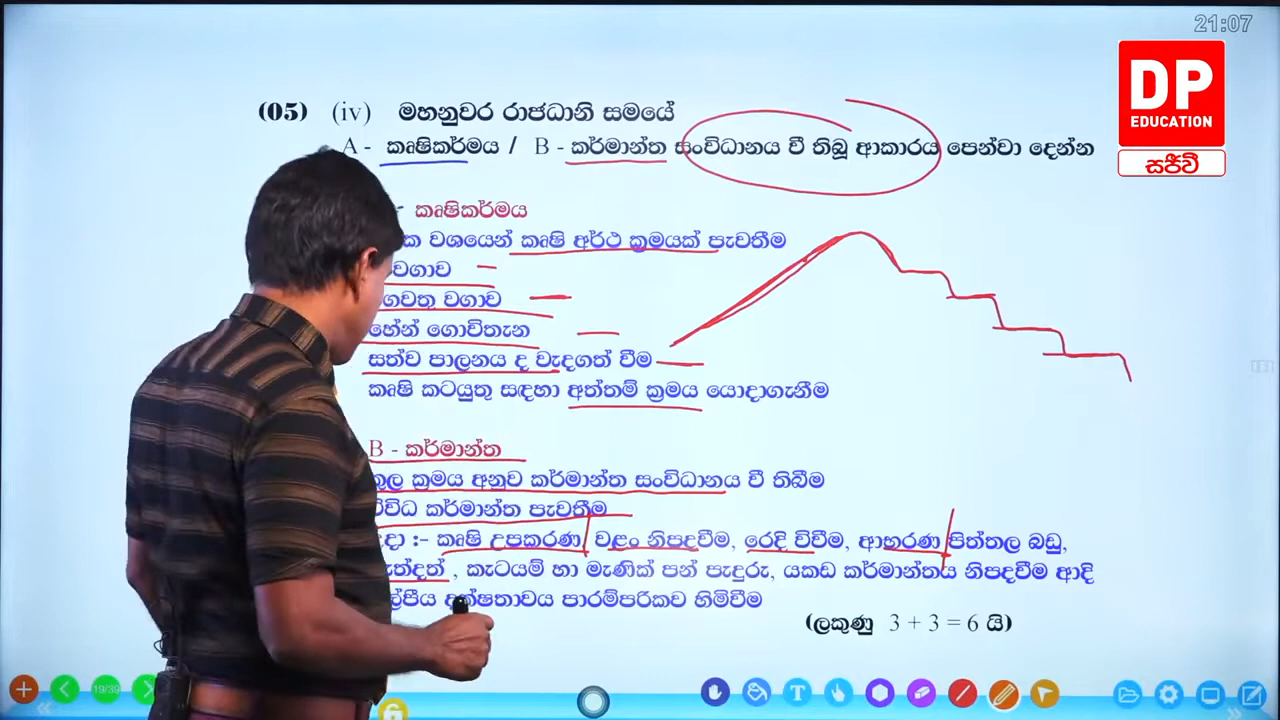 21:07
DP
EDUCATION
සජීවී
(05) (iv) මහනුවර රාජධානි සමයේ
A - කෘෂිකර්මය / B - කර්මාන්ත සංවිධානය වී තිබූ ආකාරය පෙන්වා දෙන්න
- කෘෂිකර්මය
වශයෙන් කෘෂි අර්ථ ක්‍රමයක් පැවතීම
වගාව
හේන් ගොවිතැන
සත්ව පාලනය ද වැදගත් වීම
කෘෂි කටයුතු සඳහා අත්තම් ක්‍රමය යොදාගැනීම
B - කර්මාන්ත
ක්‍රමය අනුව කර්මාන්ත සංවිධානය වී තිබීම
කර්මාන්ත පැවතීම
:- කෘෂි උපකරණ, වළං නිපදවීම, රෙදි විවීම, ආභරණ පිත්තල බඩු,
, කැටයම් හා මැණික් පන් පැදුරු, යකඩ කර්මාන්තය නිපදවීම ආදි
දක්ෂතාවය පාරම්පරිකව හිමිවීම
(ලකුණු 3 + 3 = 6 යි)
19/39